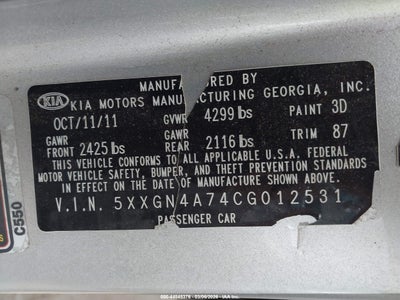 MANUFACTURED BY
KIA KIA MOTORS MANUFACTURING GEORGIA, INC.
OCT/11/11 GVWR 4299 lbs PAINT 3D
GAWR GAWR
FRONT 2425 lbs REAR 2116 lbs TRIM 87
THIS VEHICLE CONFORMS TO ALL APPLICABLE U.S.A. FEDERAL
MOTOR VEHICLE SAFETY, BUMPER, AND THEFT PREVENTION STANDARDS
IN EFFECT ON THE DATE OF MANUFACTURE SHOWN ABOVE.
V.I.N. 5XXGN4A74CG012531
PASSENGER CAR
C550